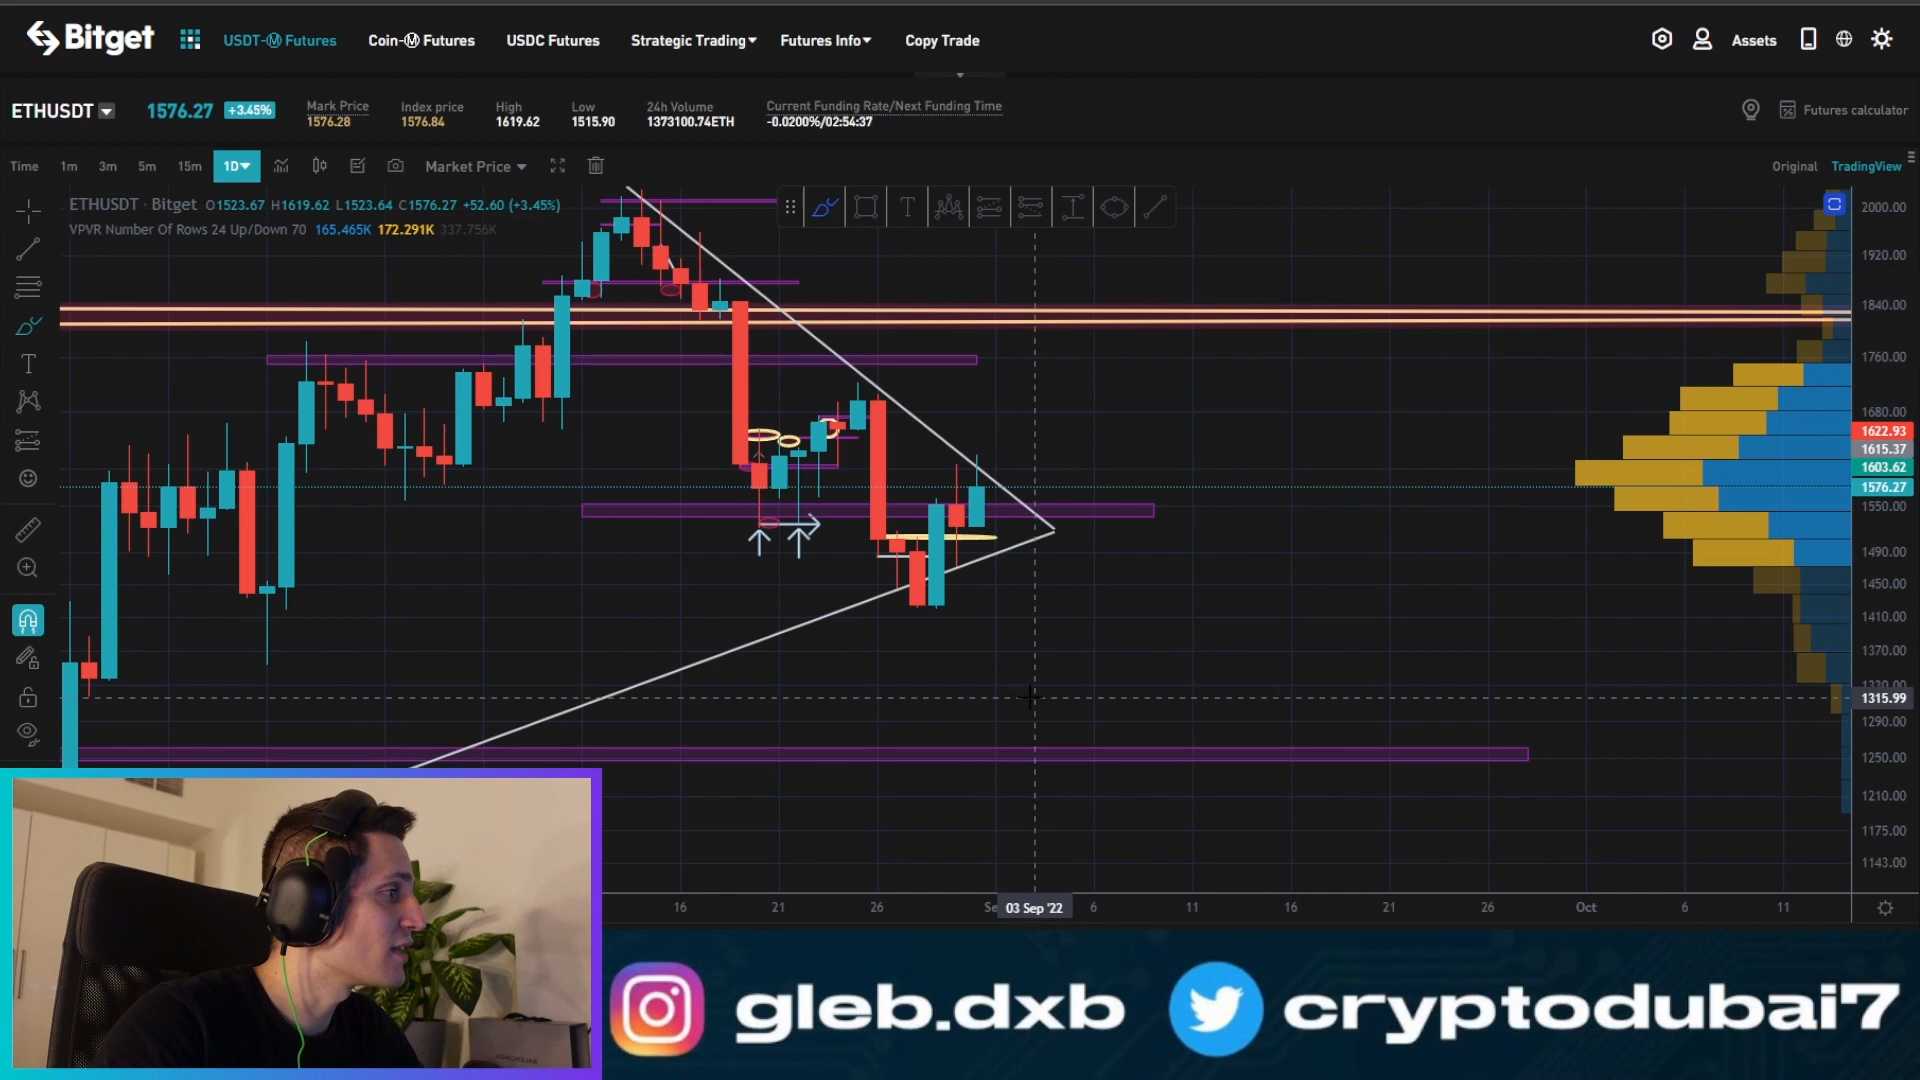 Bitget USDT-Ⓜ Futures Coin-Ⓜ Futures USDC Futures Strategic Trading Futures Info Copy Trade Assets
ETHUSDT 1576.27 +3.45% Mark Price Index price High Low 24h Volume Current Funding Rate/Next Funding Time Futures calculator
1576.28 1576.84 1619.62 1515.90 1373100.74ETH -0.0200%/02:54:37
Time 1m 3m 5m 15m 1D Market Price Original TradingView
ETHUSDT · Bitget O1523.67 H1619.62 L1523.64 C1576.27 +52.60 (+3.45%)
VPVR Number Of Rows 24 Up/Down 70 165.465K 172.291K 337.756K
2000.00
1920.00
1840.00
1760.00
1680.00
1622.93
1615.37
1603.62
1576.27
1550.00
1490.00
1450.00
1410.00
1370.00
1330.00
1315.99
1290.00
1250.00
1210.00
1175.00
1143.00
16 21 26 Se 03 Sep '22 6 11 16 21 26 Oct 6 11
gleb.dxb cryptodubai7